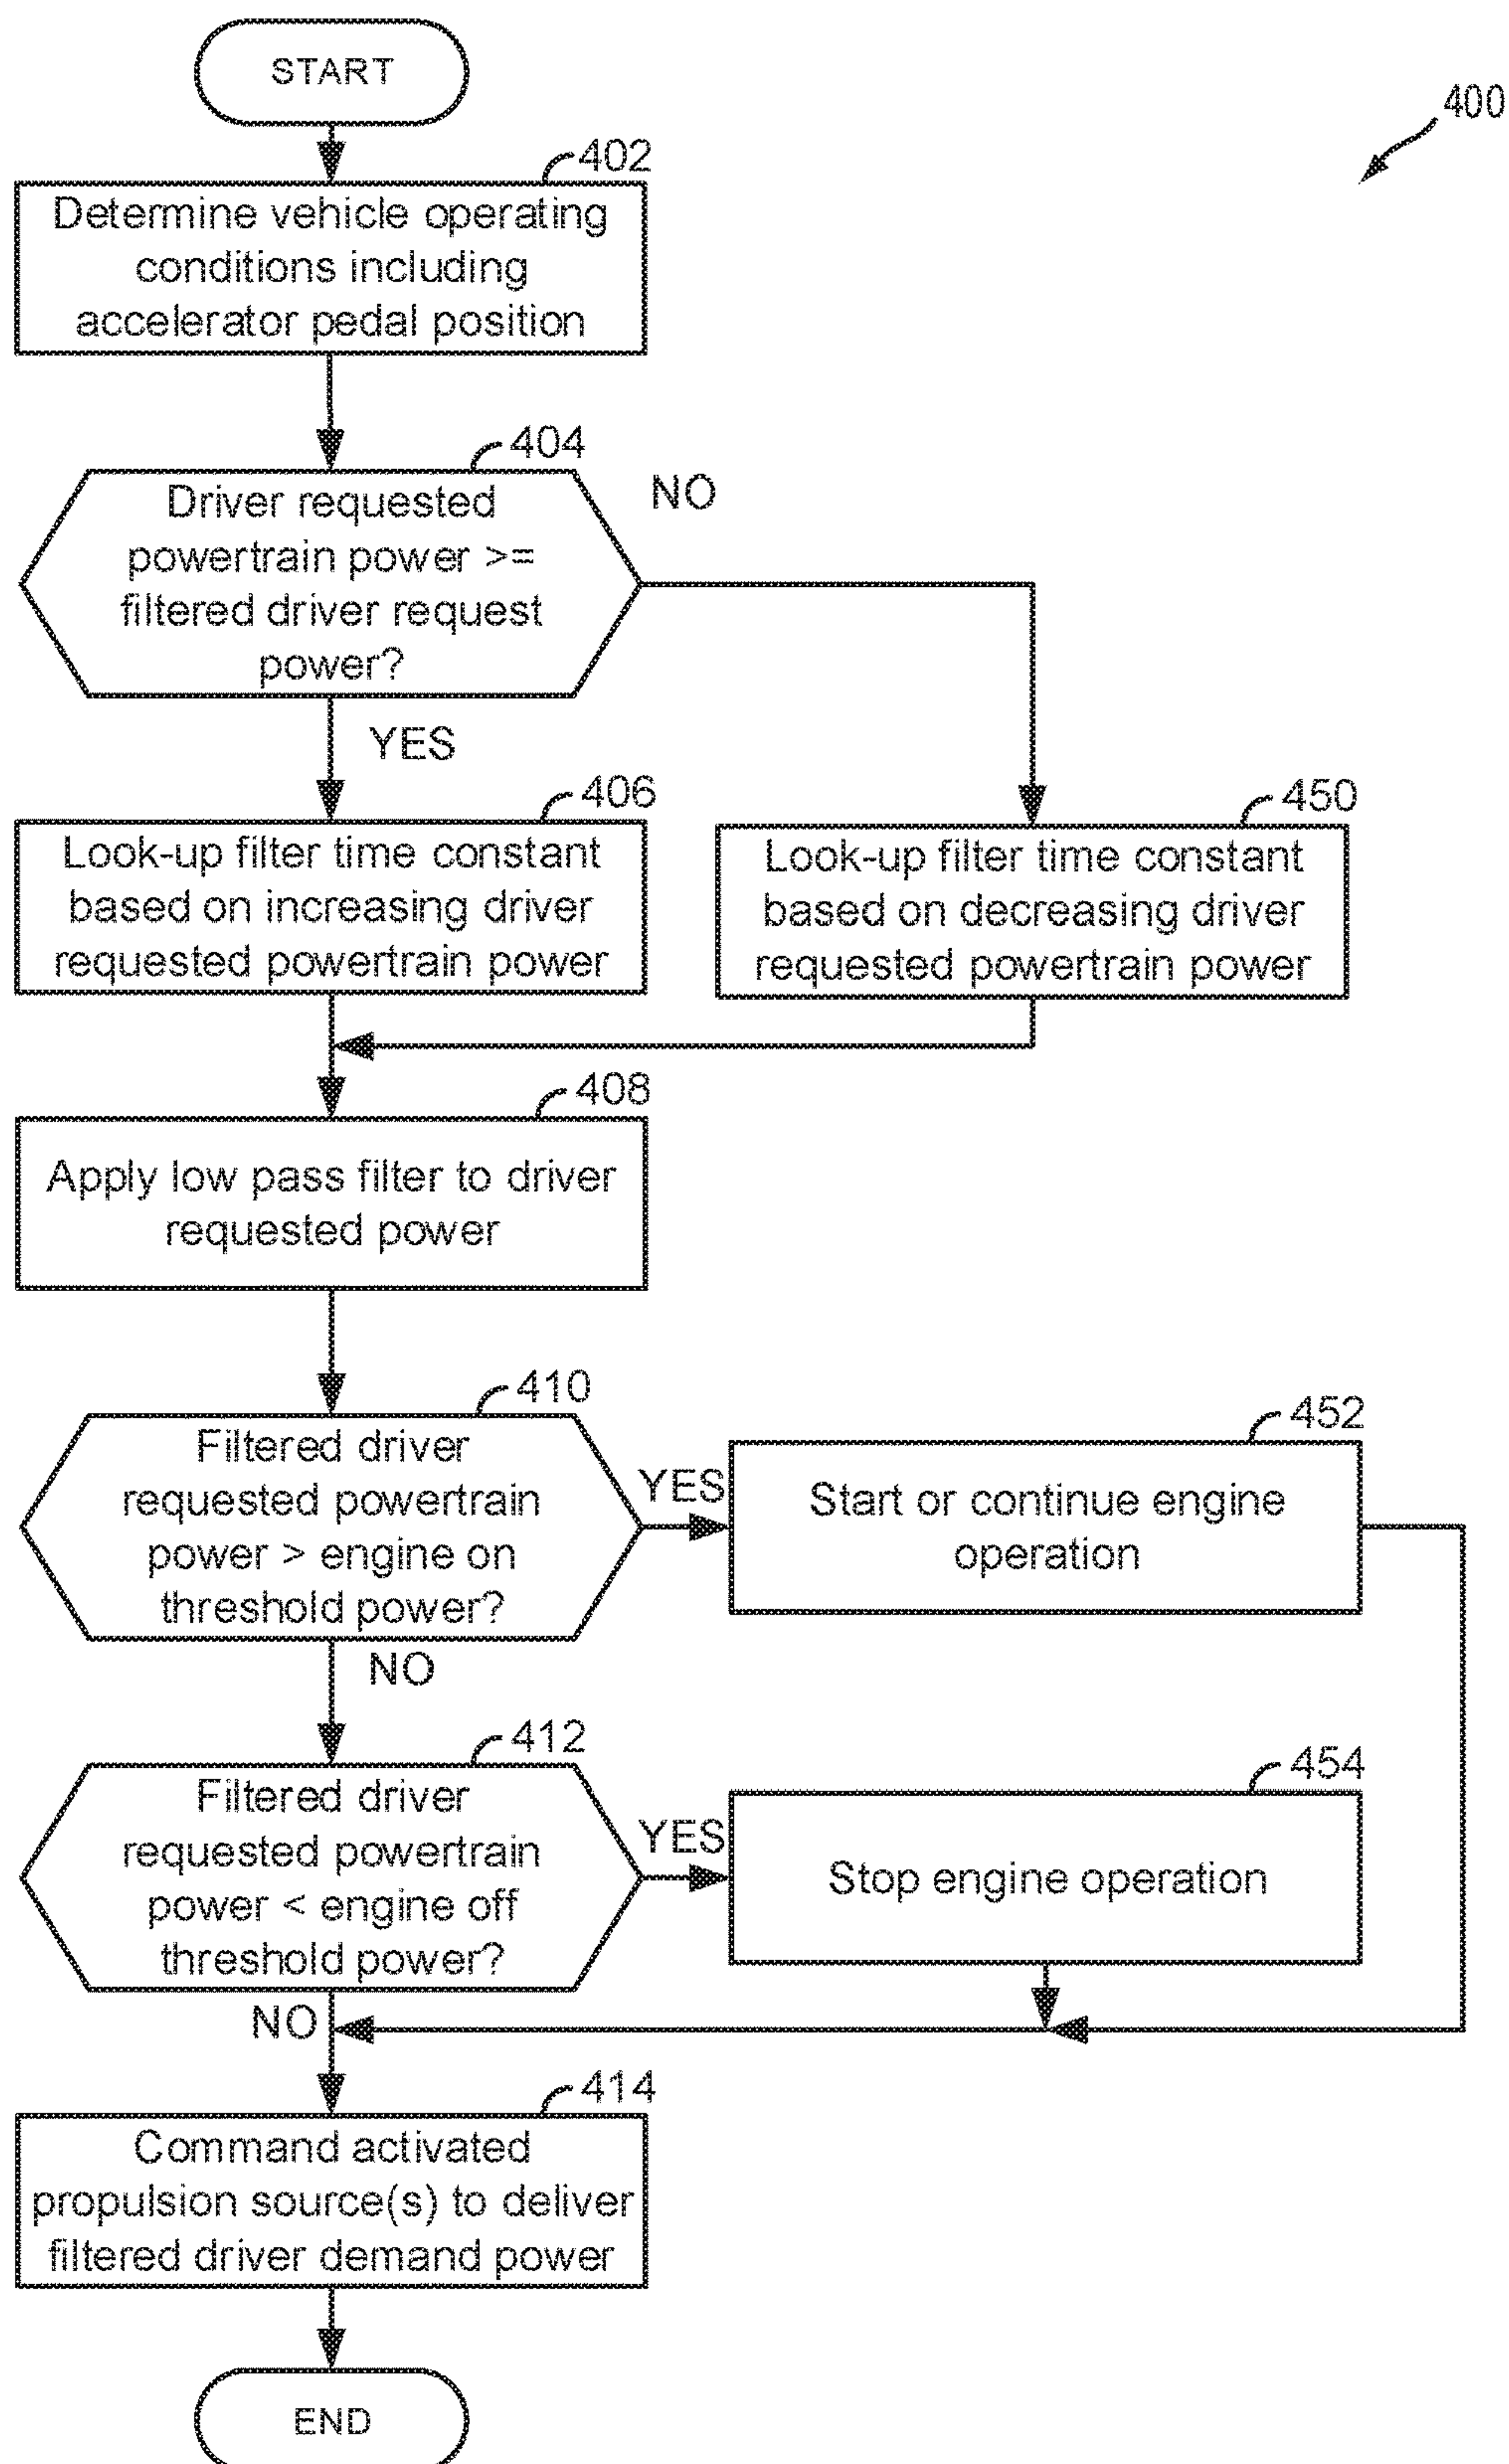 START
400
402
Determine vehicle operating
conditions including
accelerator pedal position
404
Driver requested
powertrain power >=
filtered driver request
power?
NO
YES
406
Look-up filter time constant
based on increasing driver
requested powertrain power
450
Look-up filter time constant
based on decreasing driver
requested powertrain power
408
Apply low pass filter to driver
requested power
410
Filtered driver
requested powertrain
power > engine on
threshold power?
YES
452
Start or continue engine
operation
NO
412
Filtered driver
requested powertrain
power < engine off
threshold power?
YES
454
Stop engine operation
NO
414
Command activated
propulsion source(s) to deliver
filtered driver demand power
END